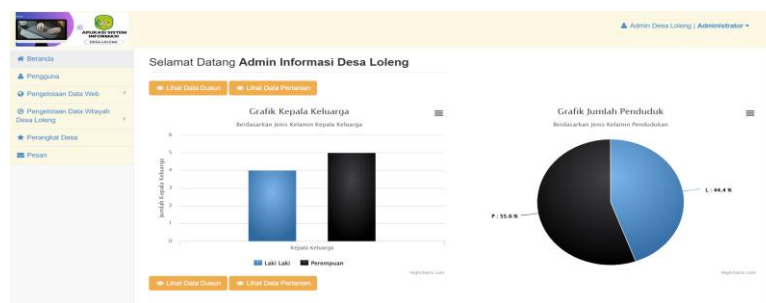 APLIKASI SISTEM
INFORMASI
DESA LOLENG
Admin Desa Loleng | Administrator
Beranda
Pengguna
Pengelolaan Data Web
Pengelolaan Data Wilayah
Desa Loleng
Perangkat Desa
Pesan
Selamat Datang Admin Informasi Desa Loleng
Lihat Data Dusun
Lihat Data Pertanian
Grafik Kepala Keluarga
Berdasarkan Jenis Kelamin Kepala Keluarga
Jumlah Kepala Keluarga
6
5
4
3
2
1
0
Kepala Keluarga
Laki Laki
Perempuan
Highcharts.com
Grafik Jumlah Penduduk
Berdasarkan Jenis Kelamin Pendudukan
L : 44.4 %
P : 55.6 %
Highcharts.com
Lihat Data Dusun
Lihat Data Pertanian